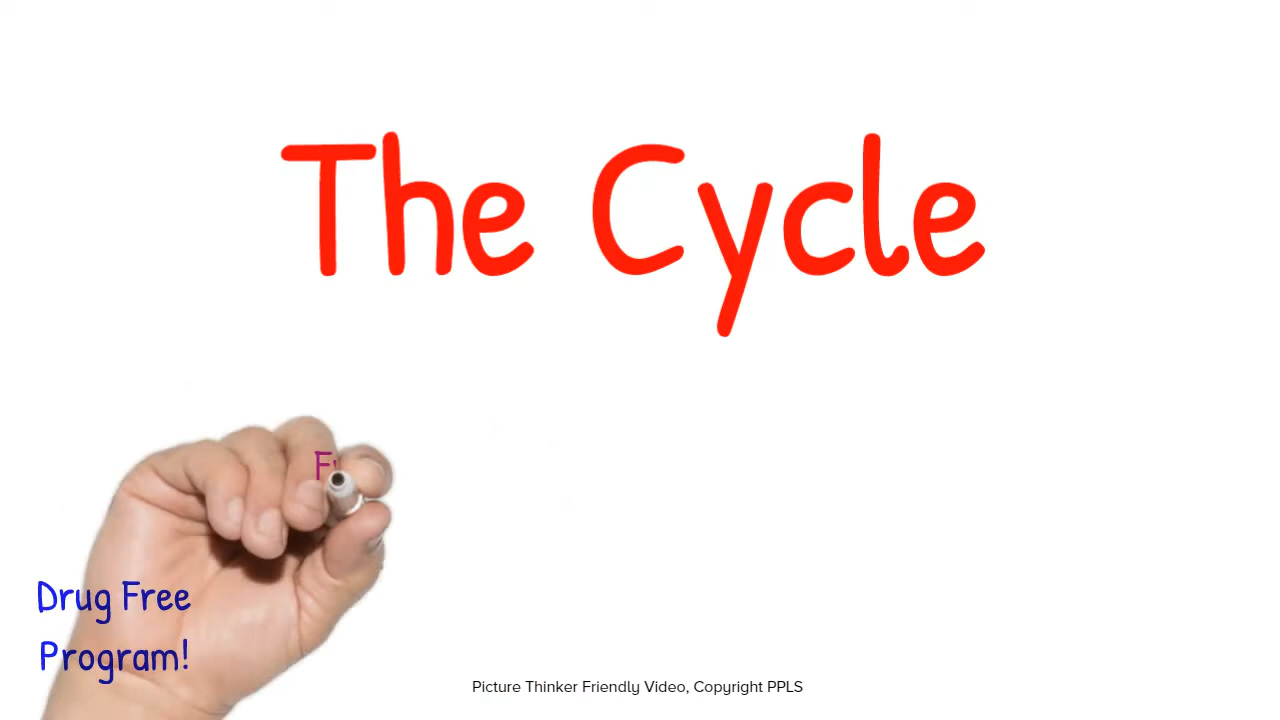 The Cycle
Drug Free
Program!
Picture Thinker Friendly Video, Copyright PPLS